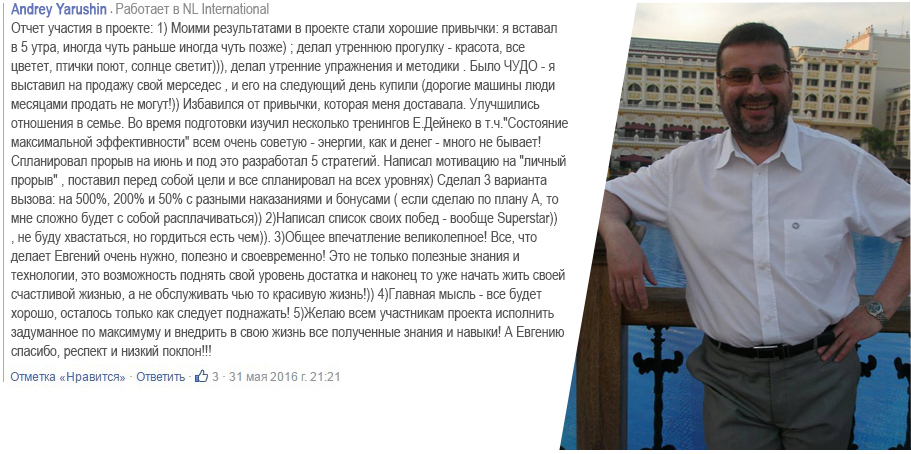 Andrey Yarushin · Работает в NL International
Отчет участия в проекте: 1) Моими результатами в проекте стали хорошие привычки: я вставал
в 5 утра, иногда чуть раньше иногда чуть позже) ; делал утреннюю прогулку - красота, все
цветет, птички поют, солнце светит))), делал утренние упражнения и методики . Было ЧУДО - я
выставил на продажу свой мерседес , и его на следующий день купили (дорогие машины люди
месяцами продать не могут!)) Избавился от привычки, которая меня доставала. Улучшились
отношения в семье. Во время подготовки изучил несколько тренингов Е.Дейнеко в т.ч."Состояние
максимальной эффективности" всем очень советую - энергии, как и денег - много не бывает!
Спланировал прорыв на июнь и под это разработал 5 стратегий. Написал мотивацию на "личный
прорыв" , поставил перед собой цели и все спланировал на всех уровнях) Сделал 3 варианта
вызова: на 500%, 200% и 50% с разными наказаниями и бонусами ( если сделаю по плану А, то
мне сложно будет с собой расплачиваться)) 2)Написал список своих побед - вообще Superstar))
, не буду хвастаться, но гордиться есть чем)). 3)Общее впечатление великолепное! Все, что
делает Евгений очень нужно, полезно и своевременно! Это не только полезные знания и
технологии, это возможность поднять свой уровень достатка и наконец то уже начать жить своей
счастливой жизнью, а не обслуживать чью то красивую жизнь!)) 4)Главная мысль - все будет
хорошо, осталось только как следует поднажать! 5)Желаю всем участникам проекта исполнить
задуманное по максимуму и внедрить в свою жизнь все полученные знания и навыки! А Евгению
спасибо, респект и низкий поклон!!!
Отметка «Нравится» · Ответить · 3 · 31 мая 2016 г. 21:21